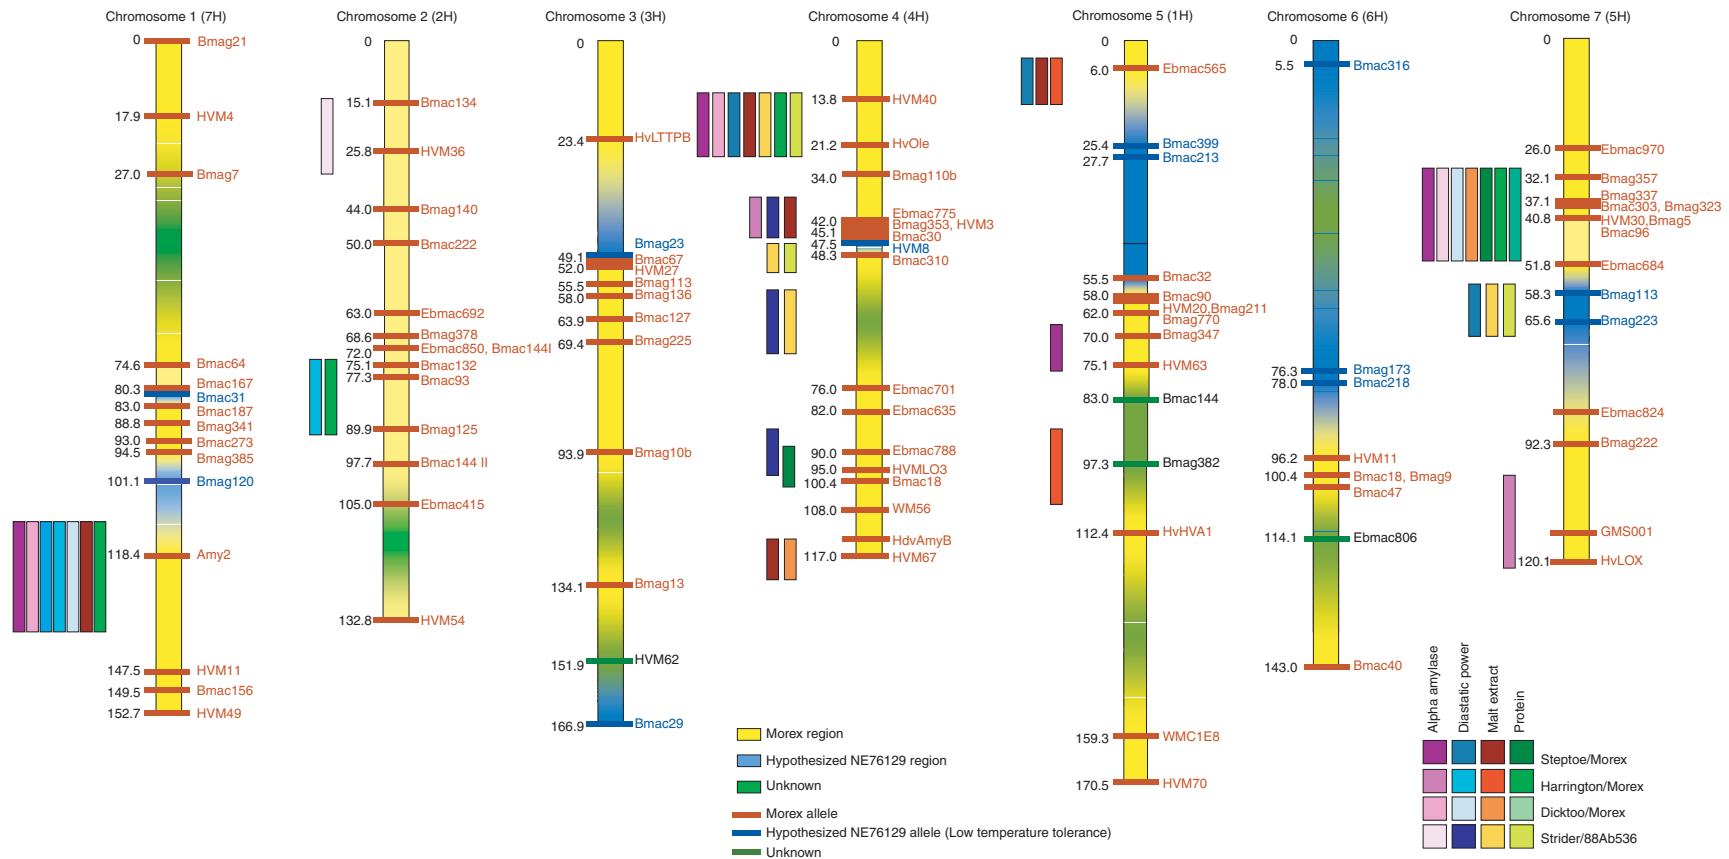 Chromosome 1 (7H)
0 Bmag21
17.9 HVM4
27.0 Bmag7
74.6 Bmac64
Bmac167
80.3 Bmac31
83.0 Bmac187
88.8 Bmag341
93.0 Bmac273
94.5 Bmag385
101.1 Bmag120
118.4 Amy2
147.5 HVM11
149.5 Bmac156
152.7 HVM49
Chromosome 2 (2H)
0
15.1 Bmac134
25.8 HVM36
44.0 Bmag140
50.0 Bmac222
63.0 Ebmac692
68.6 Bmag378
72.0 Ebmac850, Bmac144I
75.1 Bmac132
77.3 Bmac93
89.9 Bmag125
97.7 Bmac144 II
105.0 Ebmac415
132.8 HVM54
Chromosome 3 (3H)
0
23.4 HvLTTPB
Bmag23
49.1 Bmac67
52.0 HVM27
55.5 Bmag113
58.0 Bmag136
63.9 Bmac127
69.4 Bmag225
93.9 Bmag10b
134.1 Bmag13
151.9 HVM62
166.9 Bmac29
Chromosome 4 (4H)
0
13.8 HVM40
21.2 HvOle
34.0 Bmag110b
Ebmac775
42.0 Bmag353, HVM3
45.1 Bmac30
47.5 HVM8
48.3 Bmac310
76.0 Ebmac701
82.0 Ebmac635
90.0 Ebmac788
95.0 HVMLO3
100.4 Bmac18
108.0 WM56
HdvAmyB
117.0 HVM67
Chromosome 5 (1H)
0
6.0 Ebmac565
25.4 Bmac399
27.7 Bmac213
55.5 Bmac32
58.0 Bmac90
HVM20,Bmag211
62.0
Bmag770
70.0 Bmag347
75.1 HVM63
83.0 Bmac144
97.3 Bmag382
112.4 HvHVA1
159.3 WMC1E8
170.5 HVM70
Chromosome 6 (6H)
0
5.5 Bmac316
76.3 Bmag173
78.0 Bmac218
96.2 HVM11
100.4 Bmac18, Bmag9
Bmac47
114.1 Ebmac806
143.0 Bmac40
Chromosome 7 (5H)
0
26.0 Ebmac970
32.1 Bmag357
Bmag337
37.1 Bmac303, Bmag323
40.8 HVM30,Bmag5
Bmac96
51.8 Ebmac684
58.3 Bmag113
65.6 Bmag223
Ebmac824
92.3 Bmag222
GMS001
120.1 HvLOX
Morex region
Hypothesized NE76129 region
Unknown
Morex allele
Hypothesized NE76129 allele (Low temperature tolerance)
Unknown
Alpha amylase
Diastatic power
Malt extract
Protein
Steptoe/Morex
Harrington/Morex
Dicktoo/Morex
Strider/88Ab536